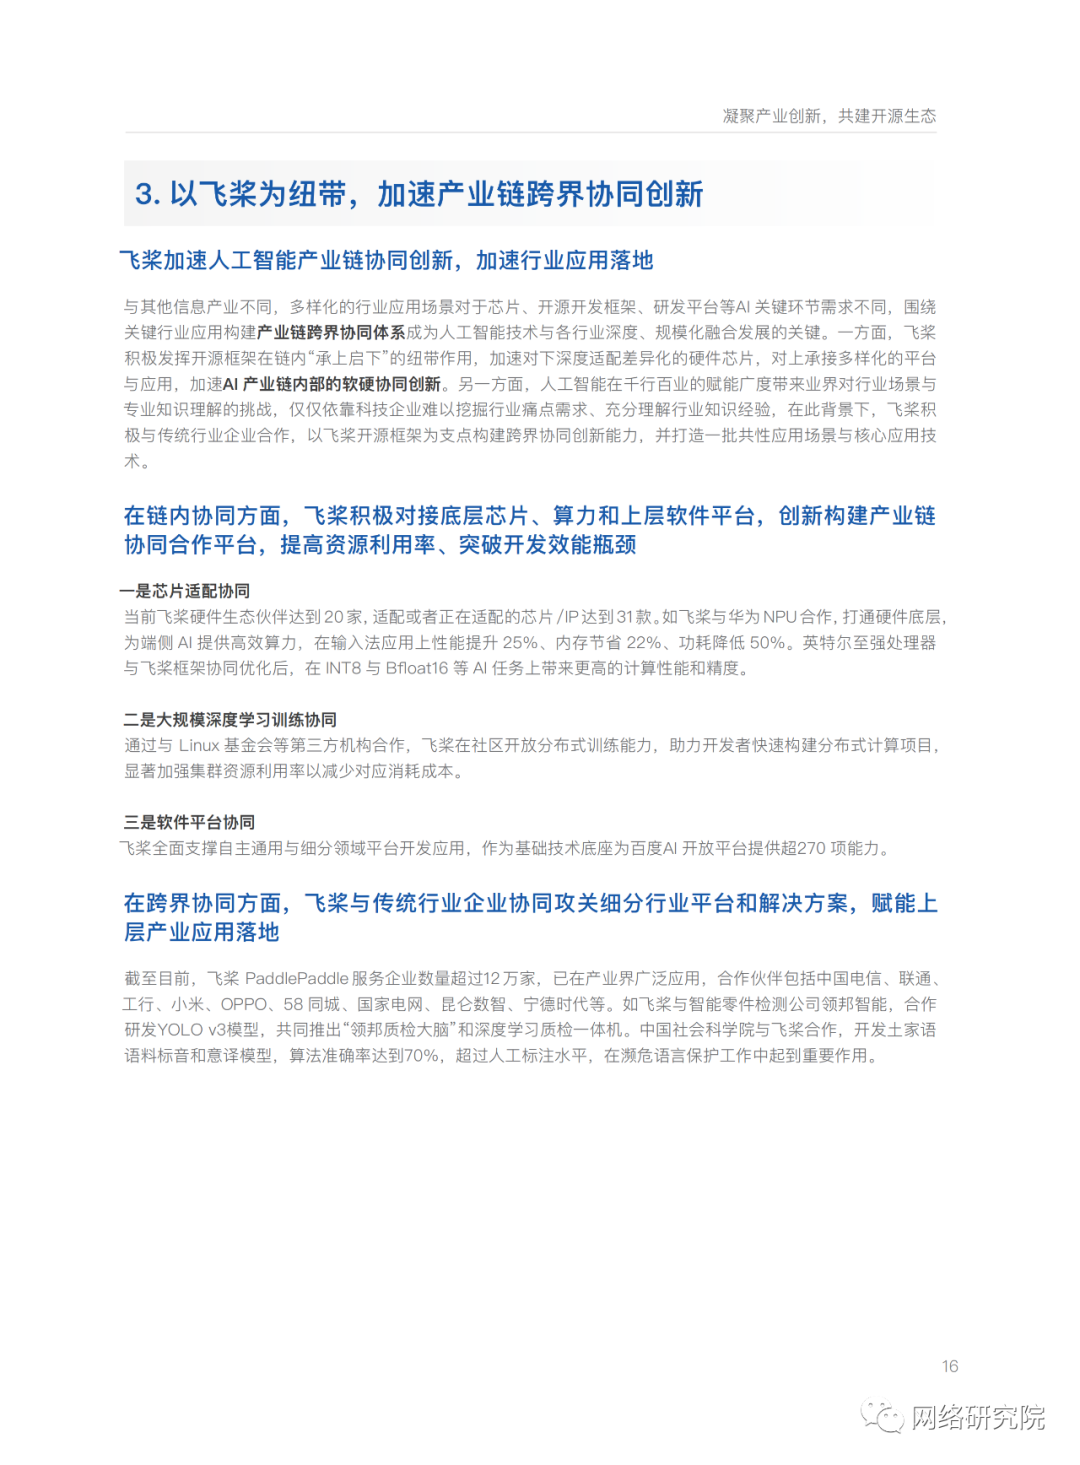 凝聚产业创新，共建开源生态
3. 以飞桨为纽带，加速产业链跨界协同创新
飞桨加速人工智能产业链协同创新，加速行业应用落地
与其他信息产业不同，多样化的行业应用场景对于芯片、开源开发框架、研发平台等AI 关键环节需求不同，围绕
关键行业应用构建产业链跨界协同体系成为人工智能技术与各行业深度、规模化融合发展的关键。一方面，飞桨
积极发挥开源框架在链内“承上启下”的纽带作用，加速对下深度适配差异化的硬件芯片，对上承接多样化的平台
与应用，加速AI 产业链内部的软硬协同创新。另一方面，人工智能在千行百业的赋能广度带来业界对行业场景与
专业知识理解的挑战，仅仅依靠科技企业难以挖掘行业痛点需求、充分理解行业知识经验，在此背景下，飞桨积
极与传统行业企业合作，以飞桨开源框架为支点构建跨界协同创新能力，并打造一批共性应用场景与核心应用技
术。
在链内协同方面，飞桨积极对接底层芯片、算力和上层软件平台，创新构建产业链
协同合作平台，提高资源利用率、突破开发效能瓶颈
一是芯片适配协同
当前飞桨硬件生态伙伴达到 20 家，适配或者正在适配的芯片/IP达到31款。如飞桨与华为 NPU 合作，打通硬件底层，
为端侧 AI 提供高效算力，在输入法应用上性能提升 25%、内存节省 22%、功耗降低 50%。英特尔至强处理器
与飞桨框架协同优化后，在 INT8 与 Bfloat16 等 AI 任务上带来更高的计算性能和精度。
二是大规模深度学习训练协同
通过与 Linux 基金会等第三方机构合作，飞桨在社区开放分布式训练能力，助力开发者快速构建分布式计算项目，
显著加强集群资源利用率以减少对应消耗成本。
三是软件平台协同
飞桨全面支撑自主通用与细分领域平台开发应用，作为基础技术底座为百度AI 开放平台提供超270 项能力。
在跨界协同方面，飞桨与传统行业企业协同攻关细分行业平台和解决方案，赋能上
层产业应用落地
截至目前，飞桨 PaddlePaddle 服务企业数量超过12 万家，已在产业界广泛应用，合作伙伴包括中国电信、联通、
工行、小米、OPPO、58 同城、国家电网、昆仑数智、宁德时代等。如飞桨与智能零件检测公司领邦智能，合作
研发YOLO v3模型，共同推出“领邦质检大脑”和深度学习质检一体机。中国社会科学院与飞桨合作，开发土家语
语料标音和意译模型，算法准确率达到70%，超过人工标注水平，在濒危语言保护工作中起到重要作用。
16
网络研究院